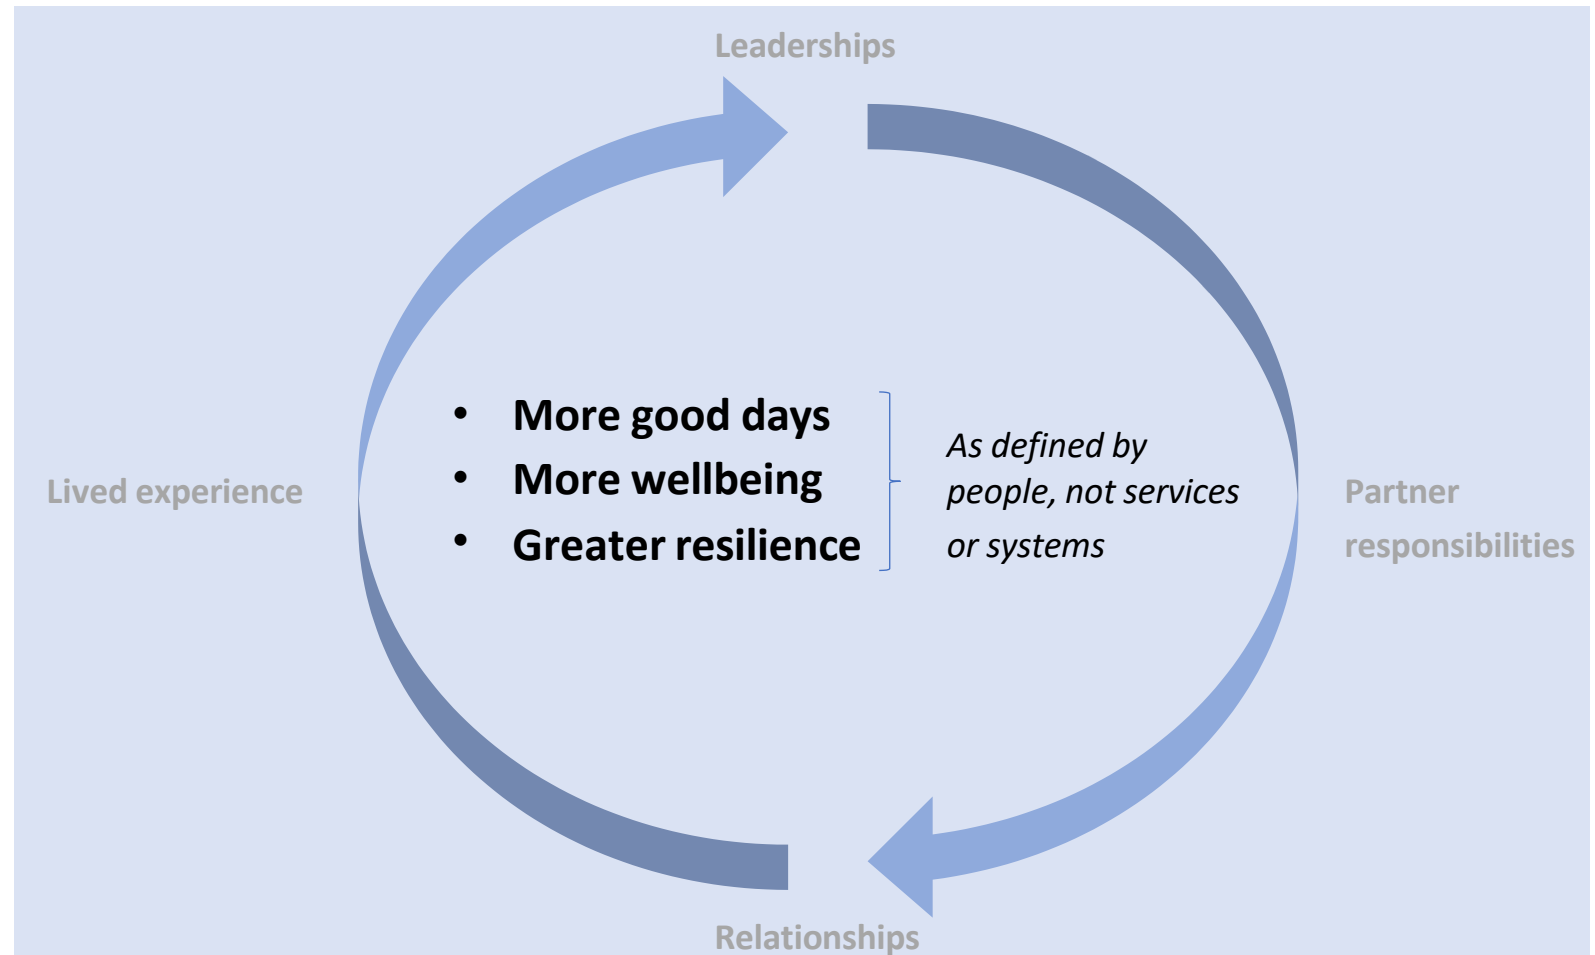 Leaderships
• More good days
• More wellbeing
• Greater resilience
As defined by
people, not services
or systems
Lived experience
Partner
responsibilities
Relationships